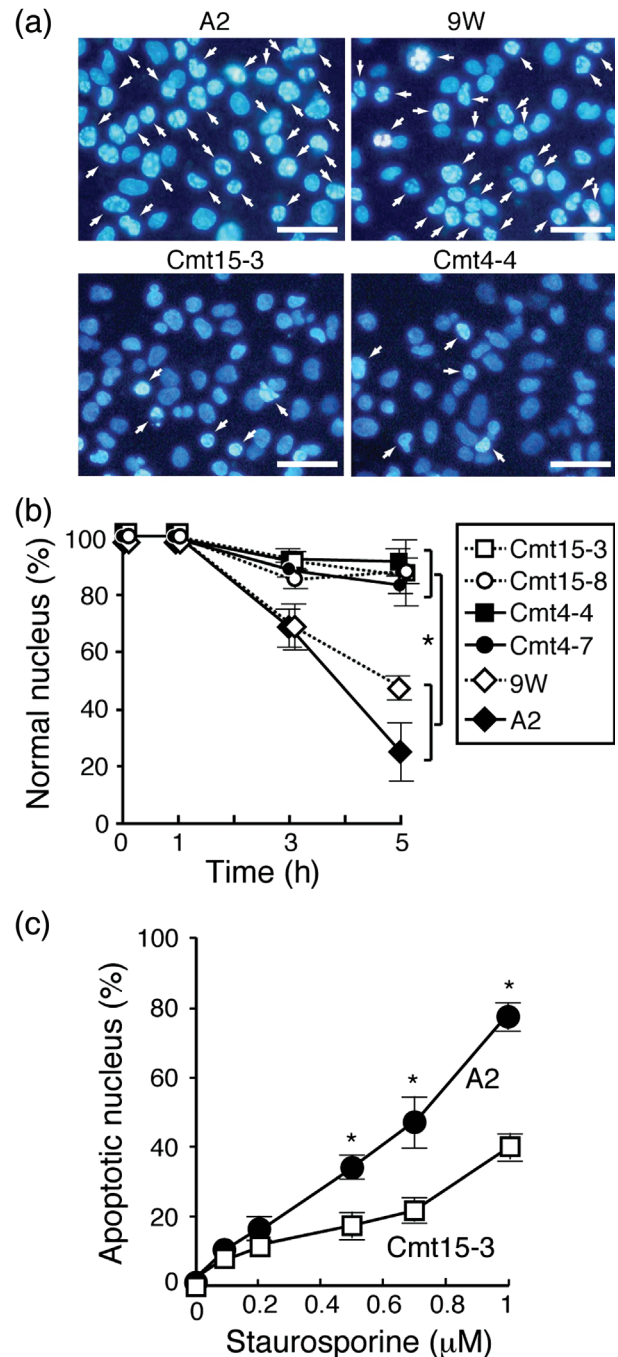 (a)
A2
9W
Cmt15-3
Cmt4-4
(b)
Normal nucleus (%)
100
80
60
40
20
0
0 1 3 5
Time (h)
*
Cmt15-3
Cmt15-8
Cmt4-4
Cmt4-7
9W
A2
(c)
Apoptotic nucleus (%)
100
80
60
40
20
0
0 0.2 0.4 0.6 0.8 1
Staurosporine (μM)
*
*
*
A2
Cmt15-3